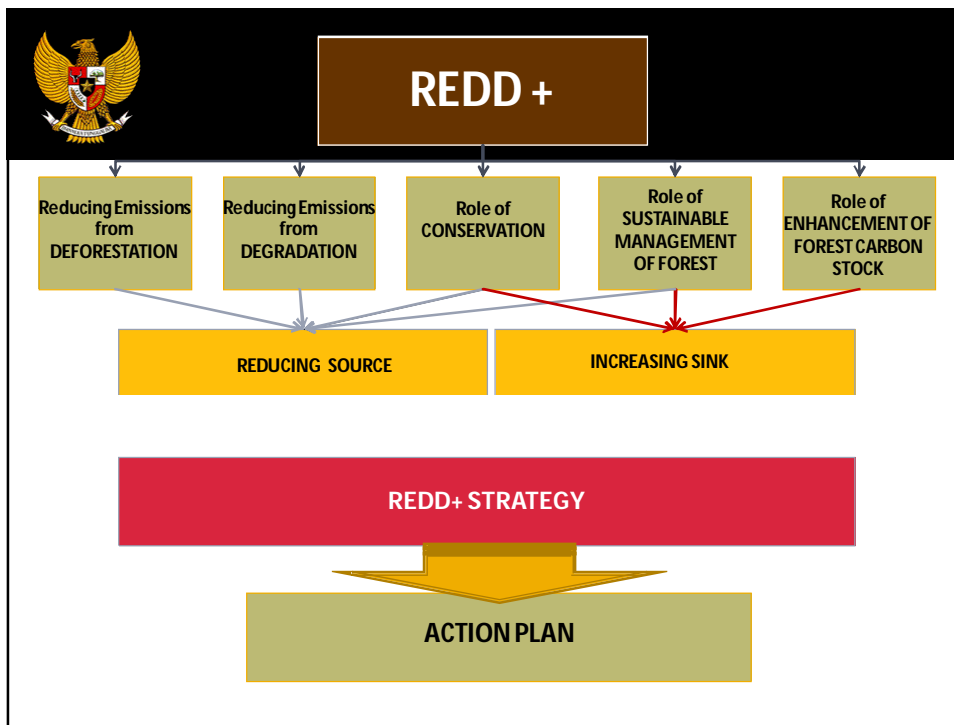 REDD +
Reducing Emissions
from
DEFORESTATION
Reducing Emissions
from
DEGRADATION
Role of
CONSERVATION
Role of
SUSTAINABLE
MANAGEMENT
OF FOREST
Role of
ENHANCEMENT OF
FOREST CARBON
STOCK
REDUCING SOURCE
INCREASING SINK
REDD+ STRATEGY
ACTION PLAN